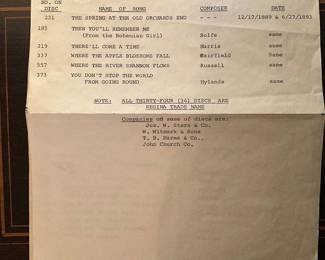 NO. ON
DISC NAME OF SONG COMPOSER DATE
231 THE SPRING AT THE OLD ORCHARDS END - - - 12/17/1889 & 6/27/1893
185 THEN YOU'LL REMEMBER ME
(From the Bohemian Girl) Bolfe same
219 THERE'LL COME A TIME Harris same
337 WHERE THE APPLE BLOSSOMS FALL Fairfield Same
557 WHERE THE RIVER SHANNON FLOWS Russell same
373 YOU DON'T STOP THE WORLD
FROM GOING ROUND Hylands same
NOTE: ALL THIRTY-FOUR (34) DISCS ARE
REGINA TRADE NAME
Companies on some of discs are:
Jos. W. Stern & Co.
M. Witmark & Sons
T. B. Harms & Co.,
John Church Co.